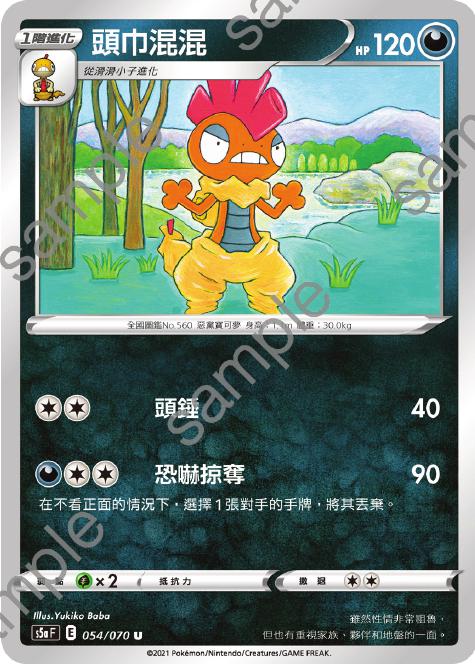 1階進化
頭巾混混
HP 120
從滑滑小子進化
sample
sample
sample
全國圖鑑No.560 惡黨寶可夢 身高：1.1m 體重：30.0kg
sample
頭錘 40
恐嚇掠奪 90
在不看正面的情況下，選擇1張對手的手牌，將其丟棄。
sample
sample
弱點 ×2 抵抗力 撤退
Illus.Yukiko Baba
s5a F E 054/070 U
雖然性情非常粗魯，
但也有重視家族、夥伴和地盤的一面。
©2021 Pokémon/Nintendo/Creatures/GAME FREAK.